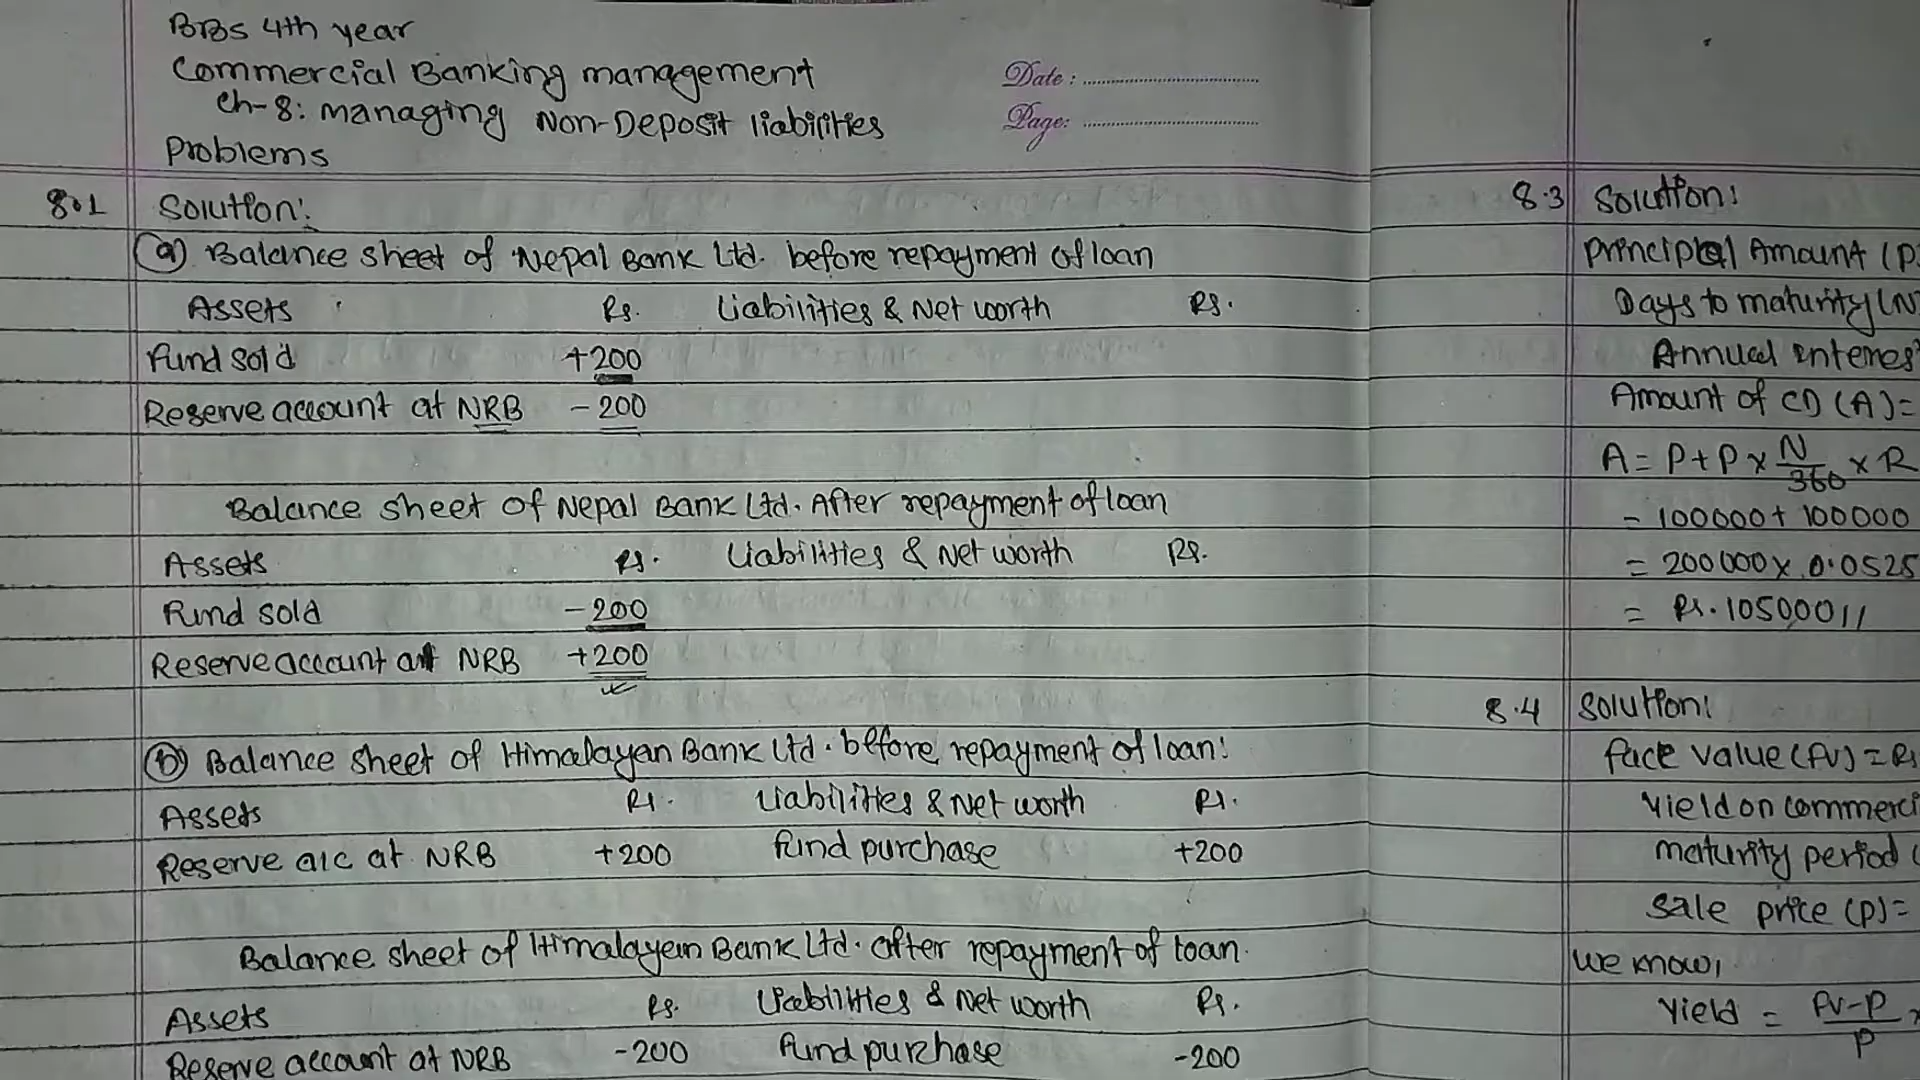 BBS 4th year
Commercial Banking management
Ch-8: managing Non-Deposit liabilities
Problems
Date :
Page:
8.1 Solution:
(a) Balance sheet of Nepal Bank Ltd. before repayment of loan
Assets Rs. Liabilities & Net worth Rs.
Fund sold +200
Reserve account at NRB -200
Balance sheet of Nepal Bank Ltd. After repayment of loan
Assets Rs. Liabilities & Net worth Rs.
Fund sold -200
Reserve account at NRB +200
(b) Balance sheet of Himalayan Bank Ltd. before repayment of loan:
Assets Rs. Liabilities & Net worth Rs.
Reserve a/c at NRB +200 fund purchase +200
Balance sheet of Himalayan Bank Ltd. after repayment of loan.
Assets Rs. Liabilities & Net worth Rs.
Reserve account at NRB -200 fund purchase -200
8.3 Solution:
principal Amount (P
Days to maturity (N
Annual interes
Amount of CD (A) =
A = P + P × N/360 × R
= 100000 + 100000
= 200000 × 0.0525
= Rs. 10500011
8.4 Solution:
face value (FV) = Rs
Yield on commerci
maturity period (
sale price (p) =
we know,
Yield = FV-P/P